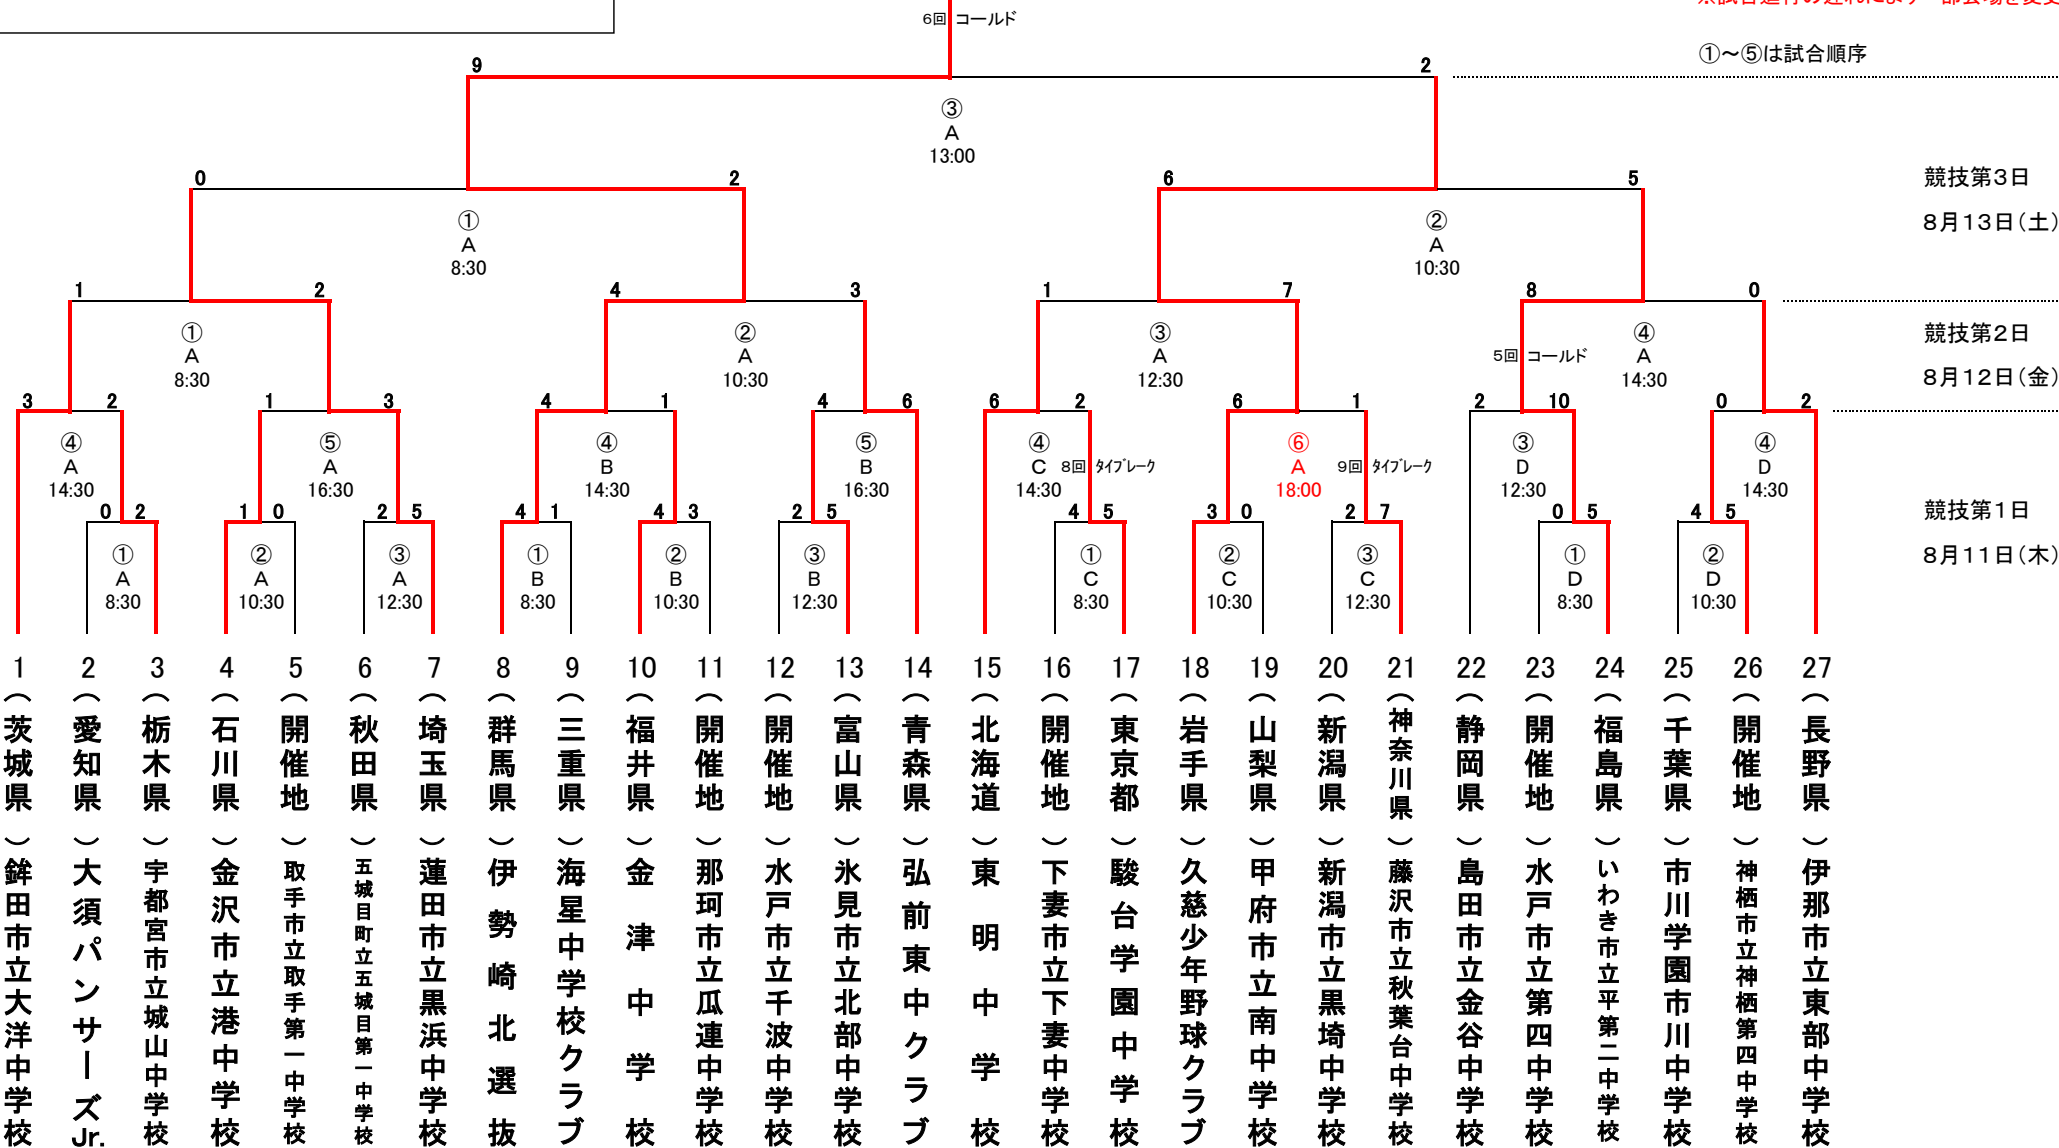 6回 コールド
①～⑤は試合順序
9 2
③
A
13:00
0 2 6 5
競技第3日
8月13日(土)
①
A
8:30
②
A
10:30
1 2 4 3 1 7 8 0
①
A
8:30
②
A
10:30
③
A
12:30
5回 コールド
④
A
14:30
競技第2日
8月12日(金)
3 2 1 3 4 1 4 6 6 2 6 1 2 10 0 2
④
A
14:30
⑤
A
16:30
④
B
14:30
⑤
B
16:30
④
C
14:30
8回 タイブレーク
⑥
A
18:00
9回 タイブレーク
③
D
12:30
④
D
14:30
0 2 1 0 2 5 4 1 4 3 2 5 4 5 3 0 2 7 0 5 4 5
競技第1日
8月11日(木)
①
A
8:30
②
A
10:30
③
A
12:30
①
B
8:30
②
B
10:30
③
B
12:30
①
C
8:30
②
C
10:30
③
C
12:30
①
D
8:30
②
D
10:30
1(茨城県)鉾田市立大洋中学校
2(愛知県)大須パンサーズJr.
3(栃木県)宇都宮市立城山中学校
4(石川県)金沢市立港中学校
5(開催地)取手市立取手第一中学校
6(秋田県)五城目町立五城目第一中学校
7(埼玉県)蓮田市立黒浜中学校
8(群馬県)伊勢崎北選抜
9(三重県)海星中学校クラブ
10(福井県)金津中学校
11(開催地)那珂市立瓜連中学校
12(開催地)水戸市立千波中学校
13(富山県)氷見市立北部中学校
14(青森県)弘前東中クラブ
15(北海道)東明中学校
16(開催地)下妻市立下妻中学校
17(東京都)駿台学園中学校
18(岩手県)久慈少年野球クラブ
19(山梨県)甲府市立南中学校
20(新潟県)新潟市立黒埼中学校
21(神奈川県)藤沢市立秋葉台中学校
22(静岡県)島田市立金谷中学校
23(開催地)水戸市立第四中学校
24(福島県)いわき市立平第二中学校
25(千葉県)市川学園市川中学校
26(開催地)神栖市立神栖第四中学校
27(長野県)伊那市立東部中学校